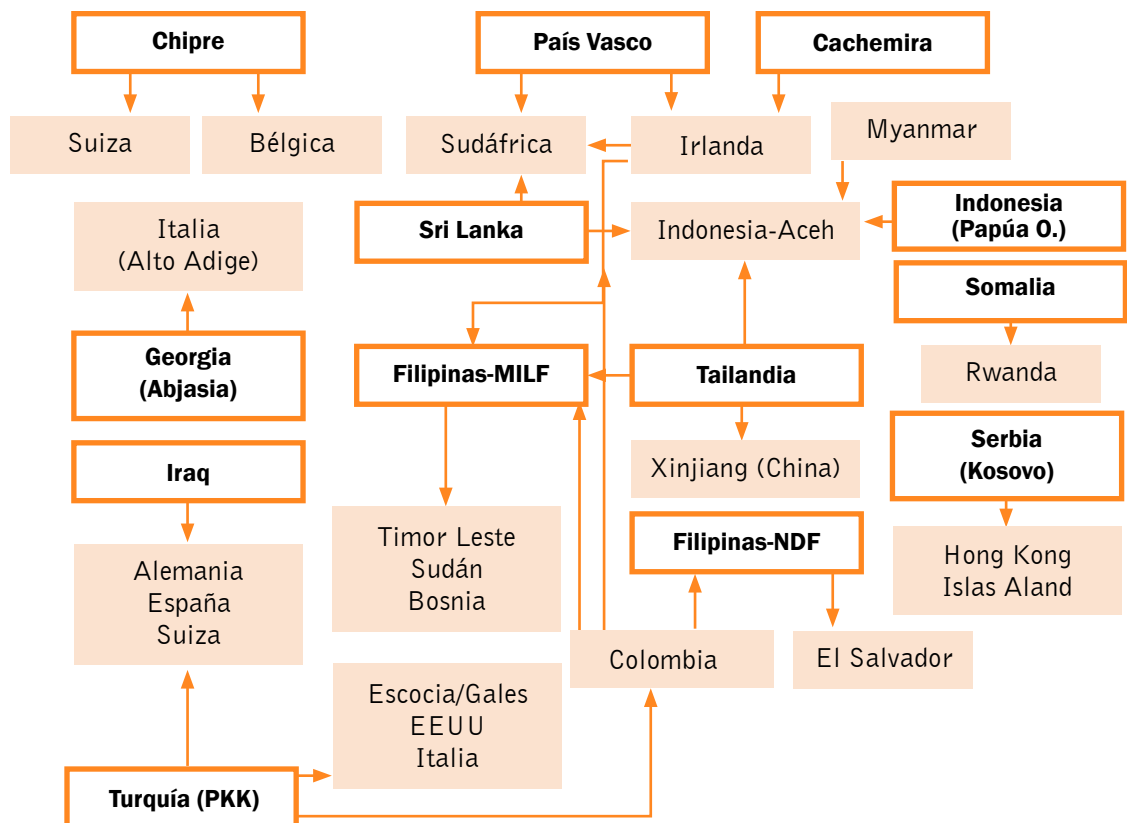 Chipre
País Vasco
Cachemira
Suiza
Bélgica
Sudáfrica
Irlanda
Myanmar
Italia
(Alto Adige)
Sri Lanka
Indonesia-Aceh
Indonesia
(Papúa O.)
Somalia
Georgia
(Abjasia)
Filipinas-MILF
Tailandia
Rwanda
Iraq
Xinjiang (China)
Serbia
(Kosovo)
Alemania
España
Suiza
Timor Leste
Sudán
Bosnia
Filipinas-NDF
Hong Kong
Islas Aland
Colombia
El Salvador
Escocia/Gales
EEUU
Italia
Turquía (PKK)